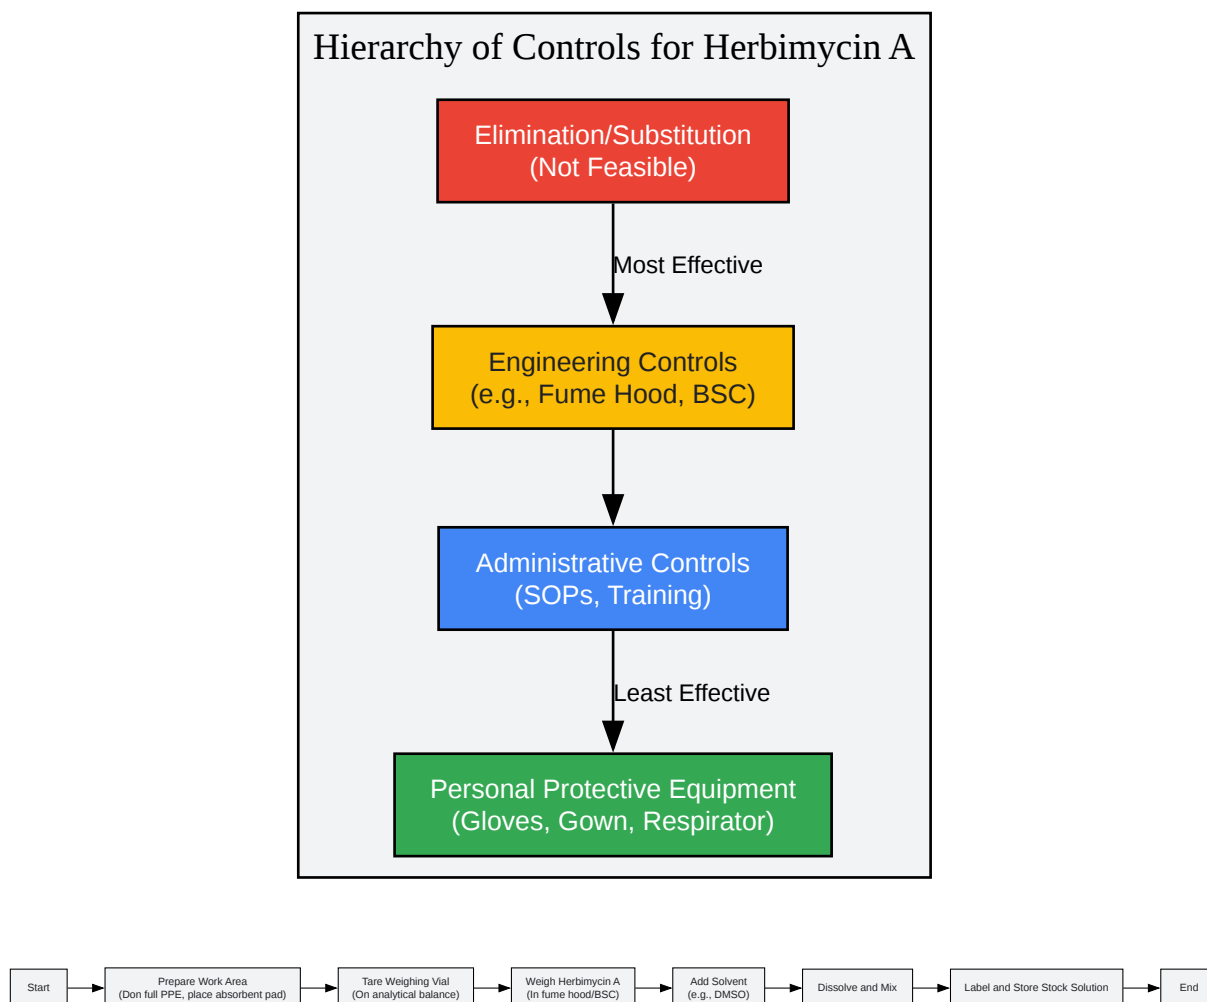 Hierarchy of Controls for Herbimycin A
Elimination/Substitution
(Not Feasible)
Most Effective
Engineering Controls
(e.g., Fume Hood, BSC)
Administrative Controls
(SOPs, Training)
Least Effective
Personal Protective Equipment
(Gloves, Gown, Respirator)
Start
Prepare Work Area
(Don full PPE, place absorbent pad)
Tare Weighing Vial
(On analytical balance)
Weigh Herbimycin A
(In fume hood/BSC)
Add Solvent
(e.g., DMSO)
Dissolve and Mix
Label and Store Stock Solution
End